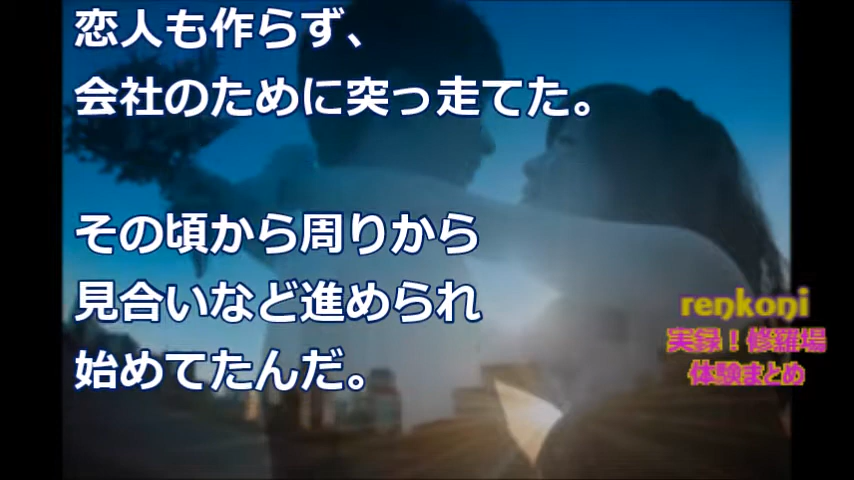 恋人も作らず、
会社のために突っ走てた。
その頃から周りから
見合いなど進められ
始めてたんだ。
renkoni
実録！修羅場
体験まとめ